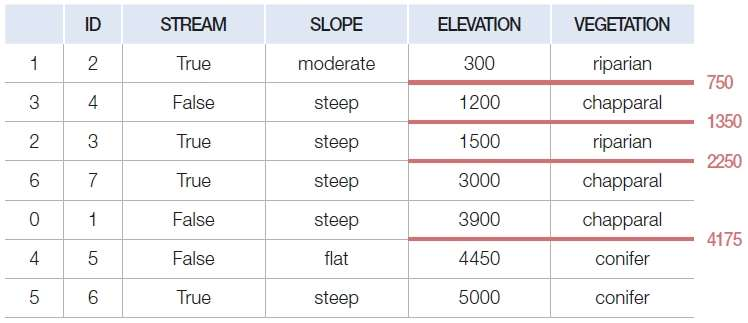 ID STREAM SLOPE ELEVATION VEGETATION
1 2 True moderate 300 riparian
750
3 4 False steep 1200 chapparal
1350
2 3 True steep 1500 riparian
2250
6 7 True steep 3000 chapparal
0 1 False steep 3900 chapparal
4175
4 5 False flat 4450 conifer
5 6 True steep 5000 conifer